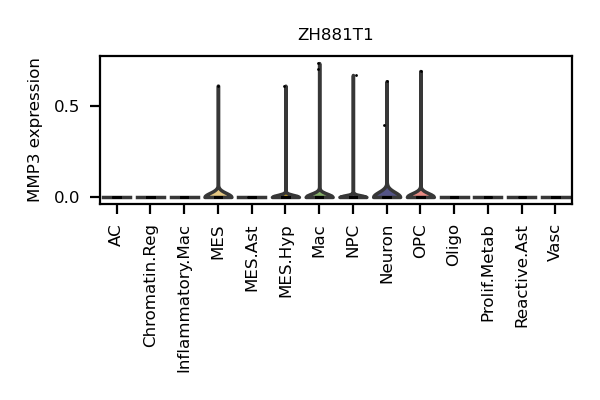 ZH881T1
MMP3 expression
0.5
0.0
AC
Chromatin.Reg
Inflammatory.Mac
MES
MES.Ast
MES.Hyp
Mac
NPC
Neuron
OPC
Oligo
Prolif.Metab
Reactive.Ast
Vasc